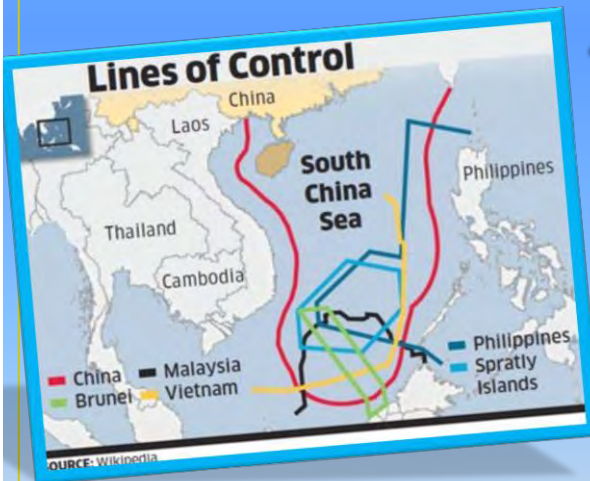 Lines of Control
China
Laos
South
China
Sea
Philippines
Thailand
Cambodia
China
Malaysia
Brunei
Vietnam
Philippines
Spratly
Islands
SOURCE: Wikipedia